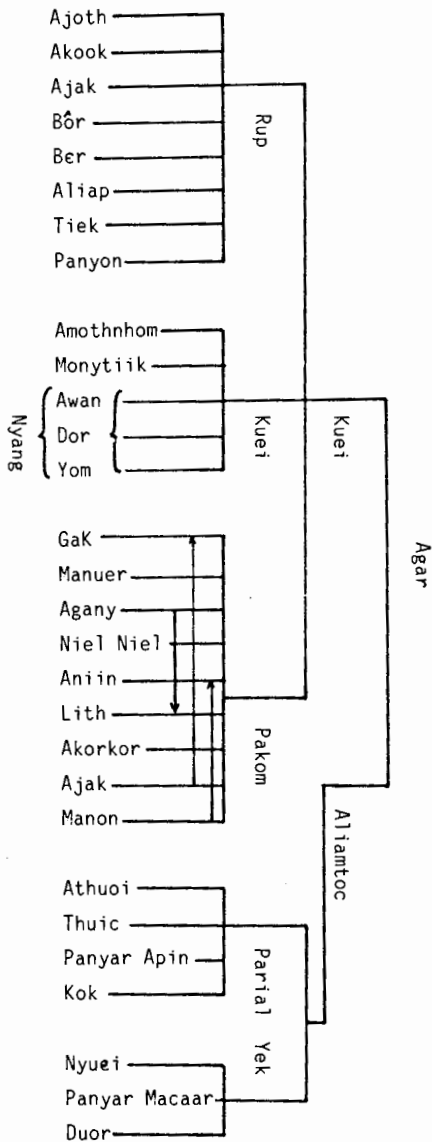 Ajoth
Akook
Ajak
Bôr
Bɛr
Aliap
Tiek
Panyon
Rup
Amothnhom
Monytiik
Awan
Dor
Yom
Nyang
Kuei
Kuei
Agar
GaK
Manuer
Agany
Niel Niel
Aniin
Lith
Akorkor
Ajak
Manon
Pakom
Aliamtoc
Athuoi
Thuic
Panyar Apin
Kok
Parial Yek
Nyuɛi
Panyar Macaar
Duor